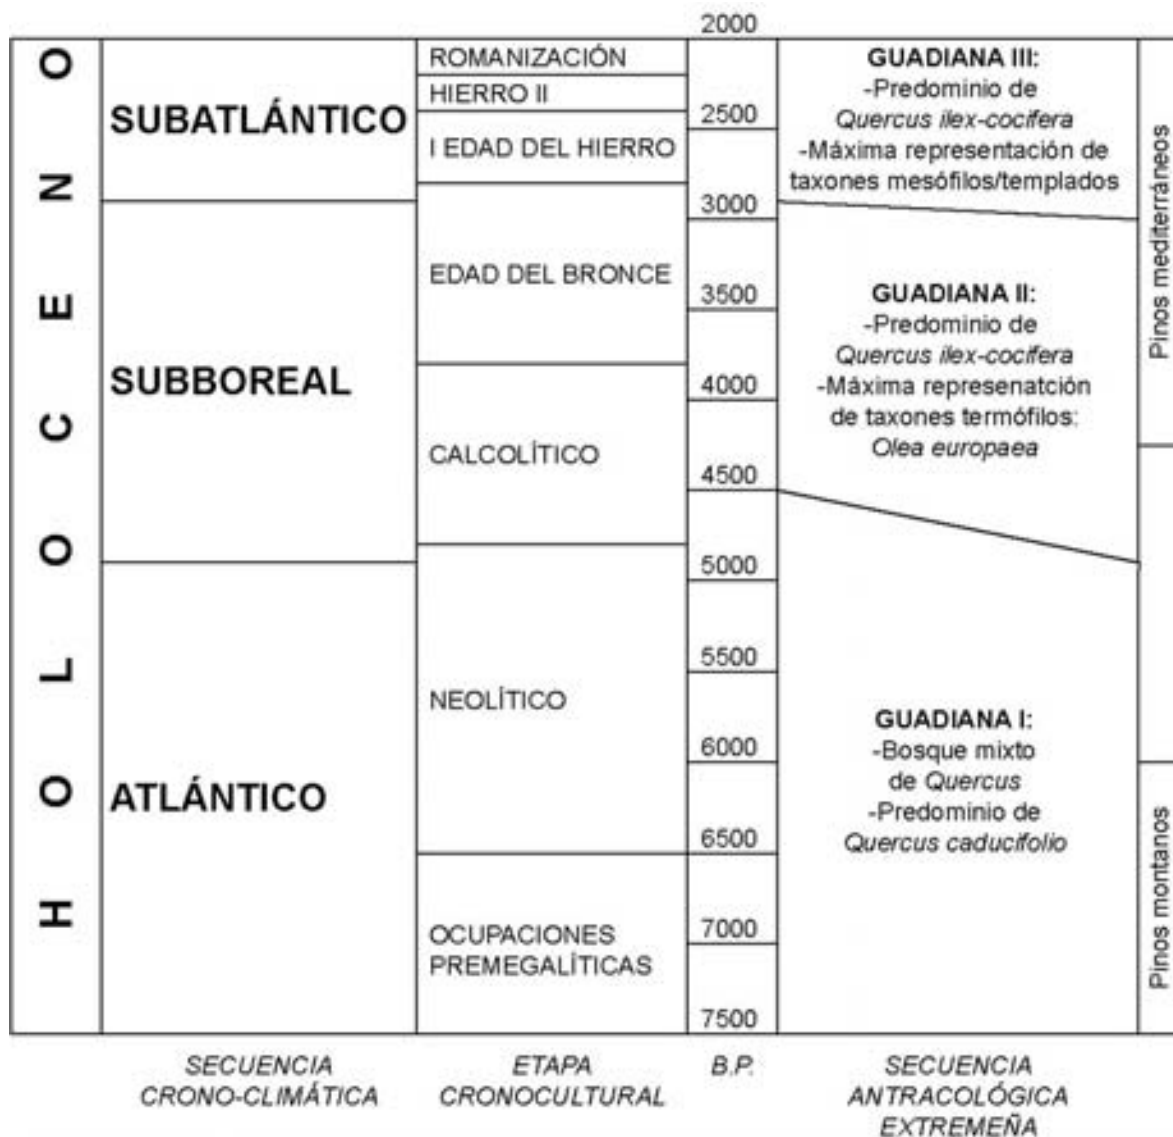 HOLOCENO
SUBATLÁNTICO
SUBBOREAL
ATLÁNTICO
SECUENCIA
CRONO-CLIMÁTICA
ROMANIZACIÓN
HIERRO II
I EDAD DEL HIERRO
EDAD DEL BRONCE
CALCOLÍTICO
NEOLÍTICO
OCUPACIONES
PREMEGALÍTICAS
ETAPA
CRONOCULTURAL
2000
2500
3000
3500
4000
4500
5000
5500
6000
6500
7000
7500
B.P.
GUADIANA III:
-Predominio de
Quercus ilex-cocifera
-Máxima representación de
taxones mesófilos/templados
GUADIANA II:
-Predominio de
Quercus ilex-cocifera
-Máxima represenatción
de taxones termófilos:
Olea europaea
GUADIANA I:
-Bosque mixto
de Quercus
-Predominio de
Quercus caducifolio
SECUENCIA
ANTRACOLÓGICA
EXTREMEÑA
Pinos mediterráneos
Pinos montanos